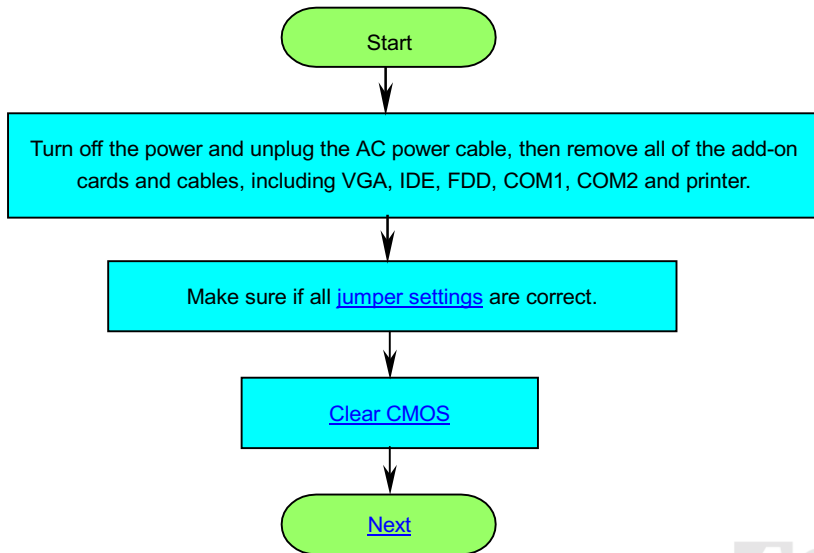 Start
Turn off the power and unplug the AC power cable, then remove all of the add-on
cards and cables, including VGA, IDE, FDD, COM1, COM2 and printer.
Make sure if all jumper settings are correct.
Clear CMOS
Next